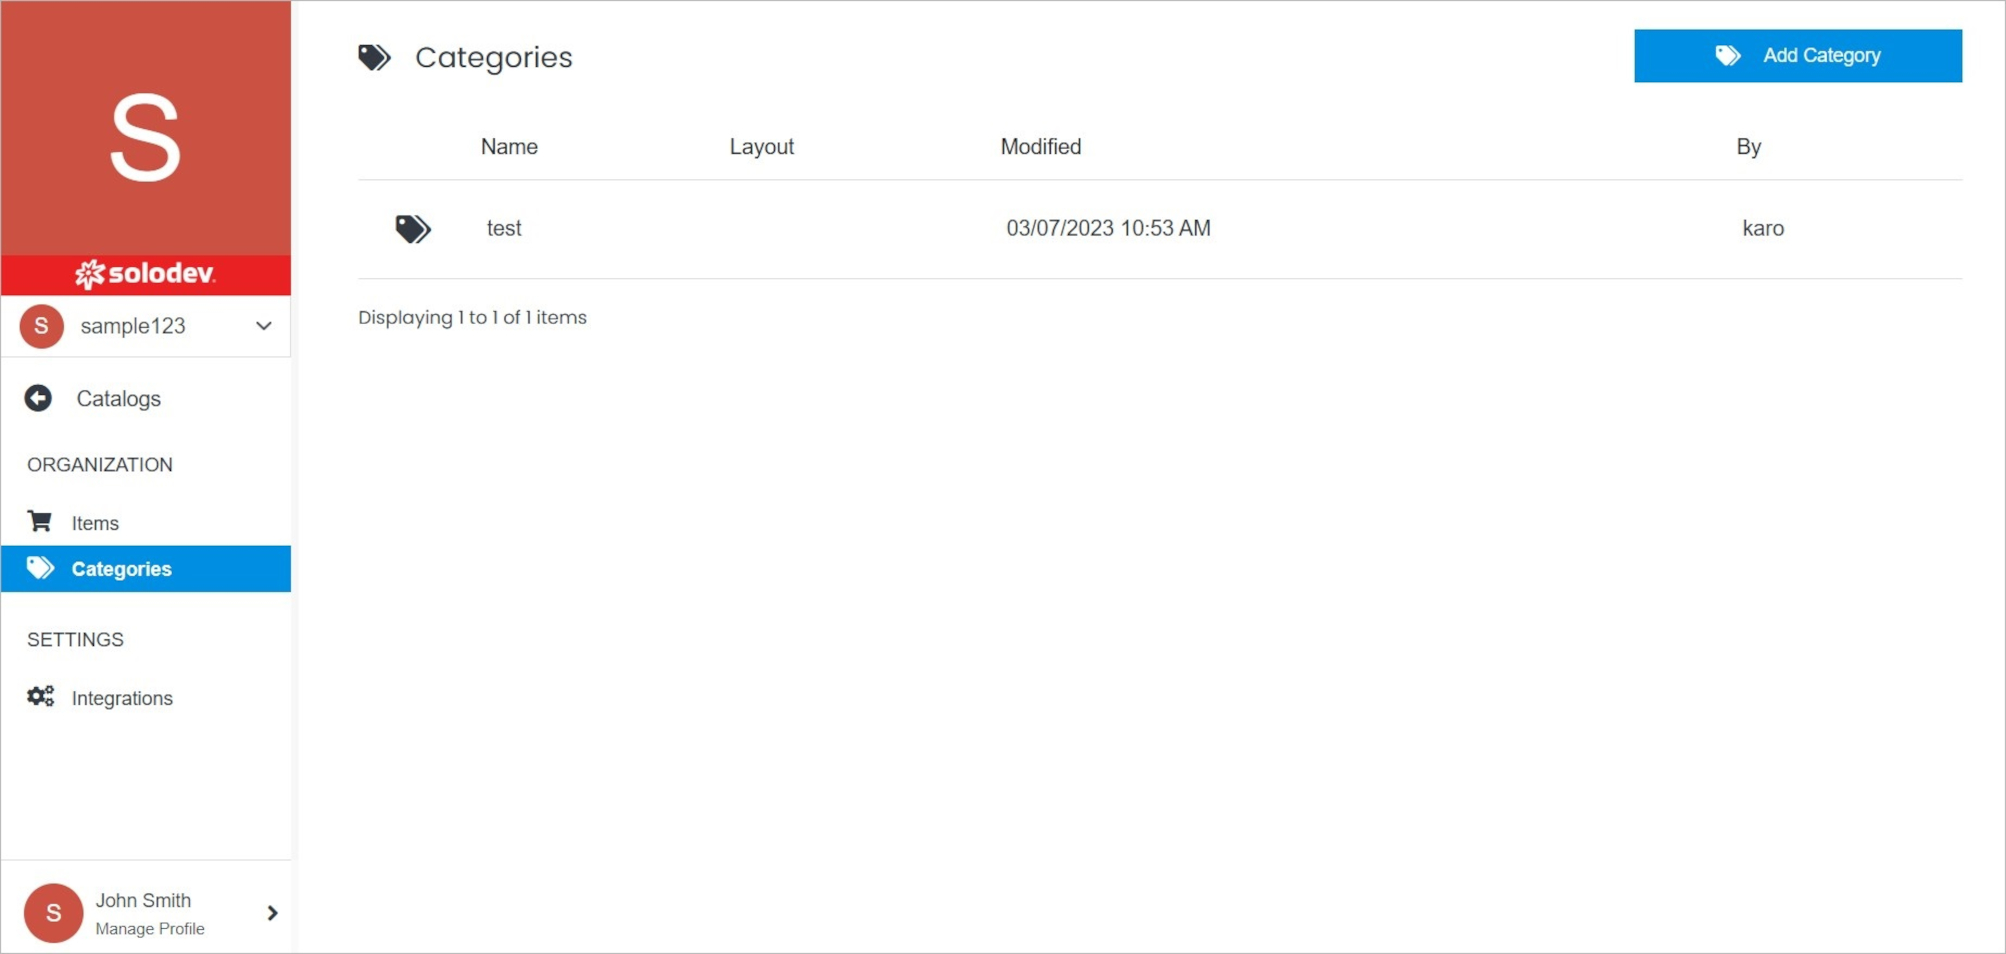 S
solodev
S sample123
Catalogs
ORGANIZATION
Items
Categories
SETTINGS
Integrations
S John Smith
Manage Profile
Categories
Add Category
Name Layout Modified By
test 03/07/2023 10:53 AM karo
Displaying 1 to 1 of 1 items